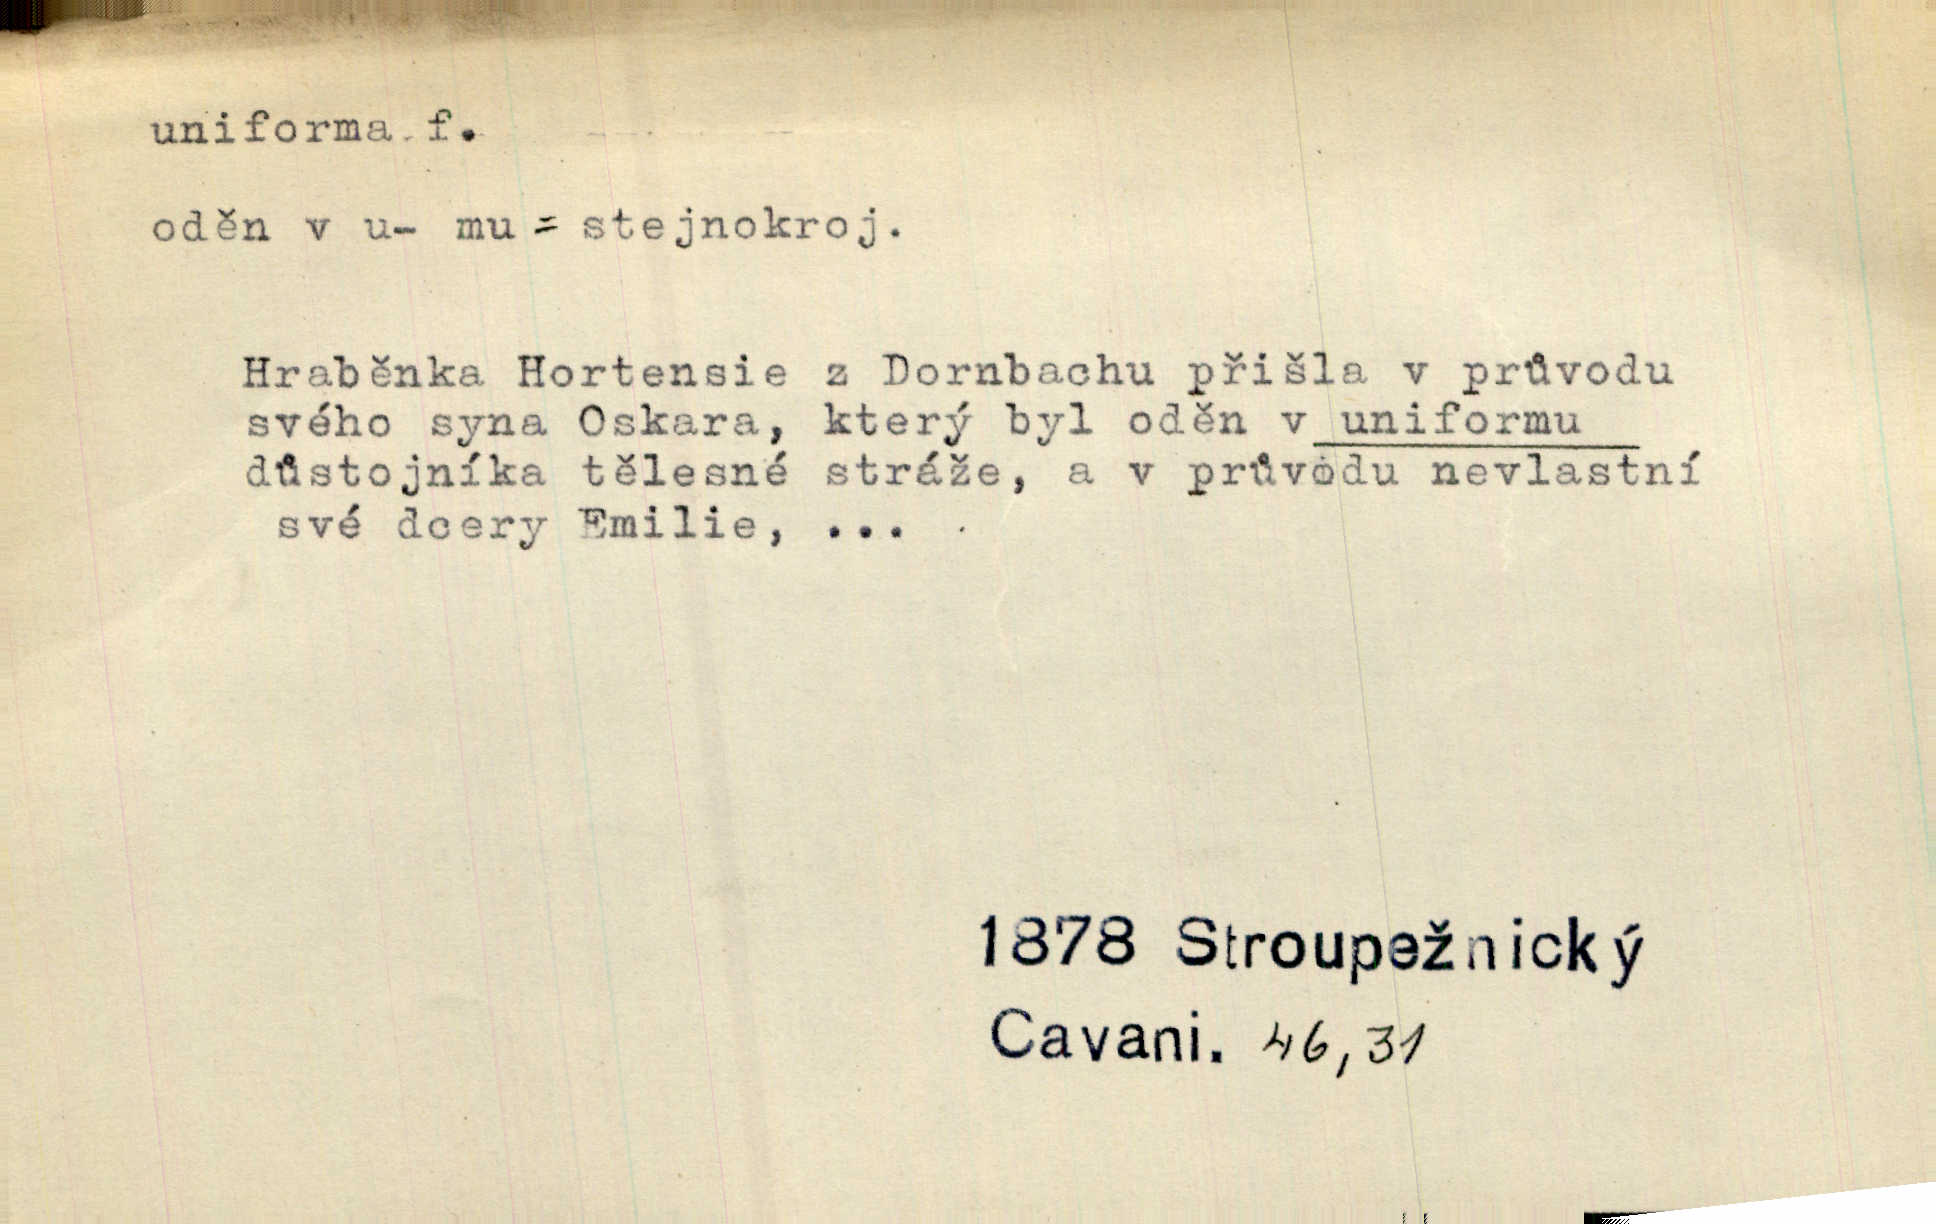 uniforma f.
oděn v u- mu = stejnokroj.
Hraběnka Hortensie z Dornbachu přišla v průvodu
svého syna Oskara, který byl oděn v uniformu
důstojníka tělesné stráže, a v průvodu nevlastní
své dcery Emilie, ...
1878 Stroupežnický
Cavani. 46,31